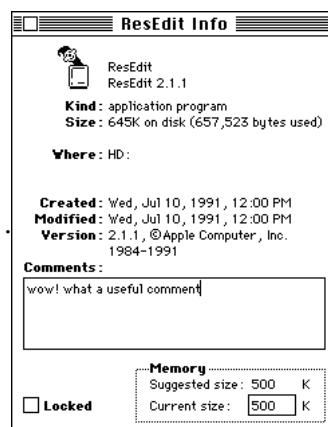 ResEdit Info
ResEdit
ResEdit 2.1.1
Kind: application program
Size: 645K on disk (657,523 bytes used)
Where: HD:
Created: Wed, Jul 10, 1991, 12:00 PM
Modified: Wed, Jul 10, 1991, 12:00 PM
Version: 2.1.1, ©Apple Computer, Inc.
1984-1991
Comments:
wow! what a useful comment
Memory
Suggested size: 500 K
Locked
Current size: 500 K